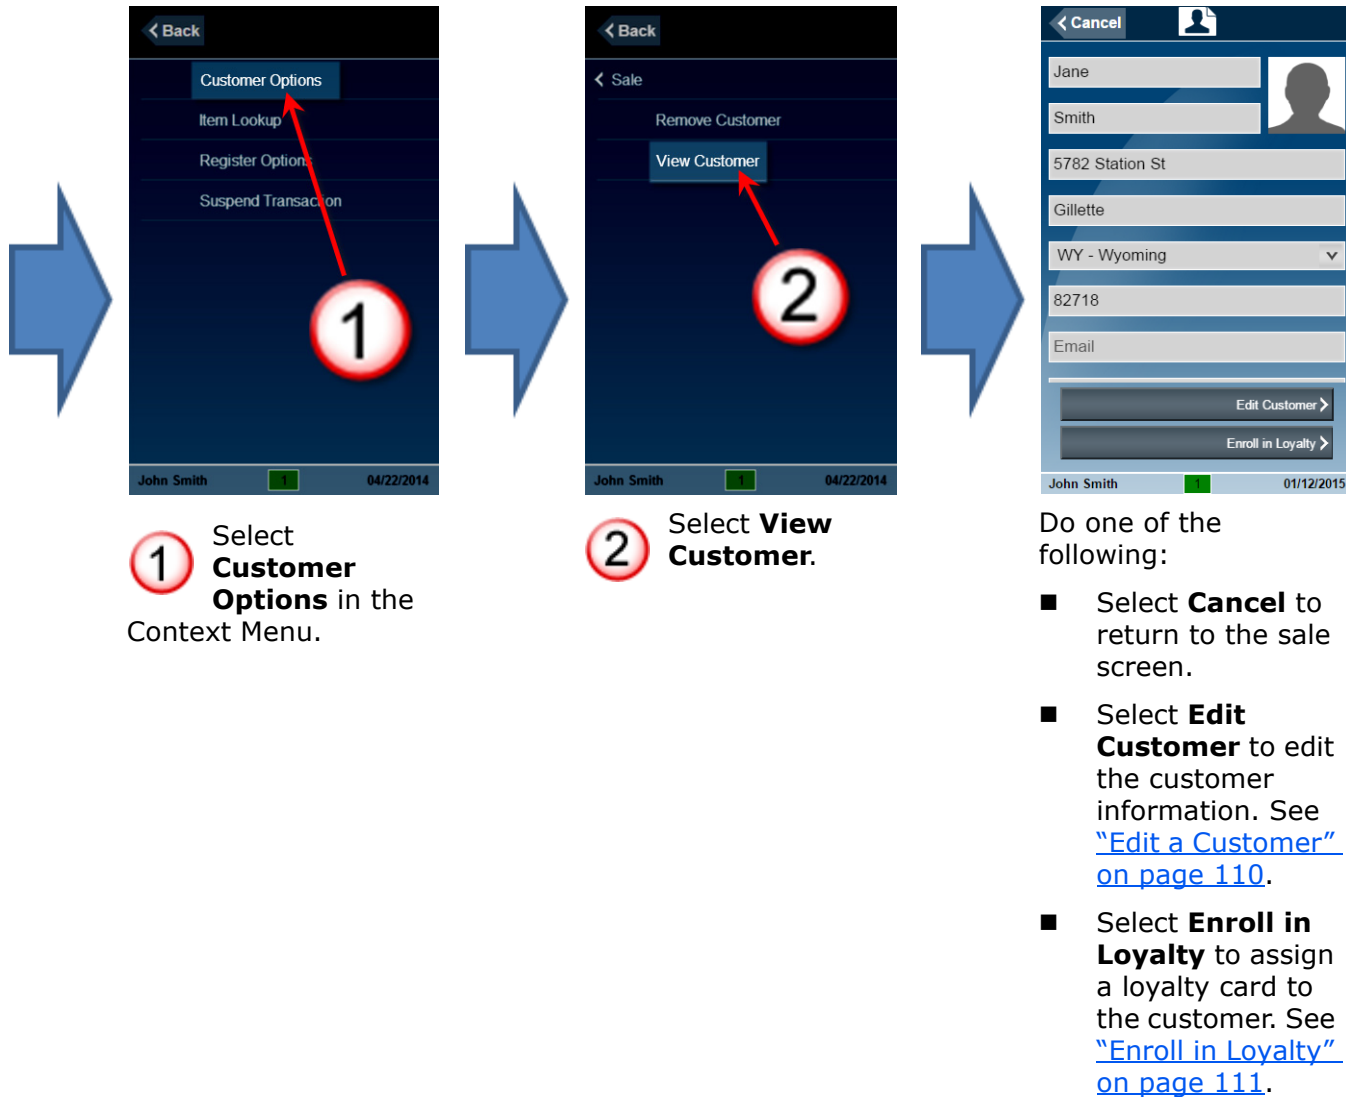 Back
Customer Options
Item Lookup
Register Options
Suspend Transaction
1
John Smith 1 04/22/2014
1 Select
Customer
Options in the
Context Menu.
Back
Sale
Remove Customer
View Customer
2
John Smith 1 04/22/2014
2 Select View
Customer.
Cancel
Jane
Smith
5782 Station St
Gillette
WY - Wyoming
82718
Email
Edit Customer
Enroll in Loyalty
John Smith 1 01/12/2015
Do one of the
following:
■ Select Cancel to
return to the sale
screen.
■ Select Edit
Customer to edit
the customer
information. See
“Edit a Customer”
on page 110.
■ Select Enroll in
Loyalty to assign
a loyalty card to
the customer. See
“Enroll in Loyalty”
on page 111.